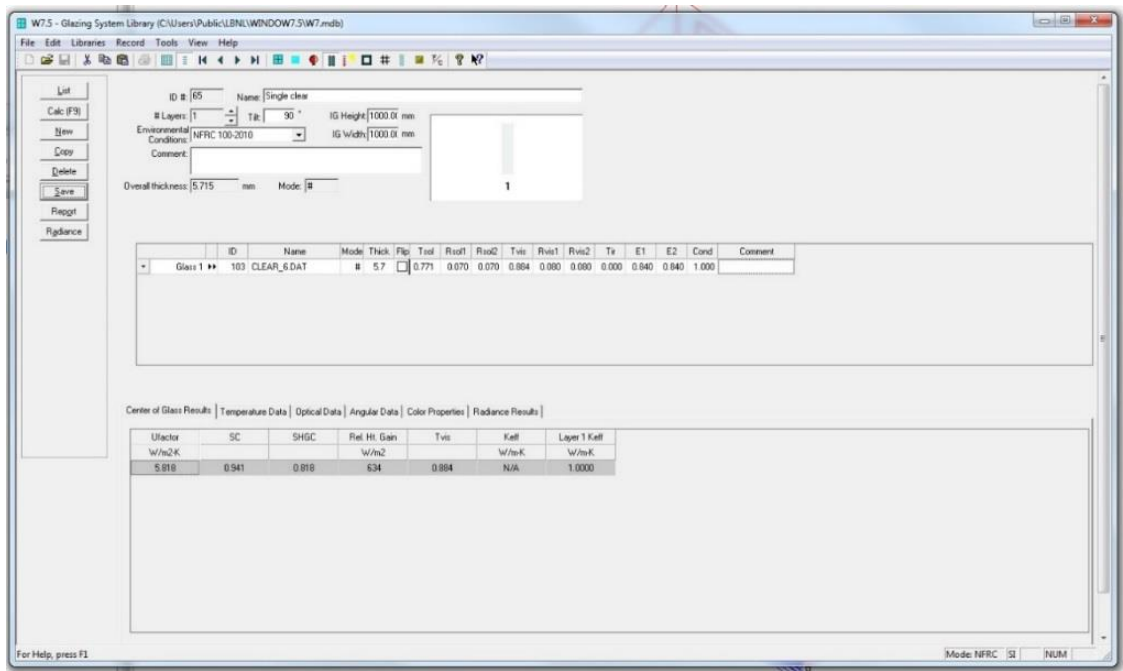 W7.5 - Glazing System Library (C:\Users\Public\LBNL\WINDOW7.5\W7.mdb)
File Edit Libraries Record Tools View Help
List
Calc (F9)
New
Copy
Delete
Save
Report
Radiance
ID #: 65 Name: Single clear
# Layers: 1 Tilt: 90 ° IG Height: 1000.00 mm
Environmental Conditions: NFRC 100-2010 IG Width: 1000.00 mm
Comment:
Overall thickness: 5.715 mm Mode: #
1
ID Name Mode Thick Flip Tsol Rsol1 Rsol2 Tvis Rvis1 Rvis2 Tir E1 E2 Cond Comment
Glass 1 103 CLEAR_6.DAT # 5.7 0.771 0.070 0.070 0.884 0.080 0.080 0.000 0.840 0.840 1.000
Center of Glass Results Temperature Data Optical Data Angular Data Color Properties Radiance Results
Ufactor SC SHGC Rel. Ht. Gain Tvis Keff Layer 1 Keff
W/m2-K W/m2 W/m-K W/m-K
5.818 0.941 0.818 634 0.884 N/A 1.0000
For Help, press F1 Mode: NFRC SI NUM